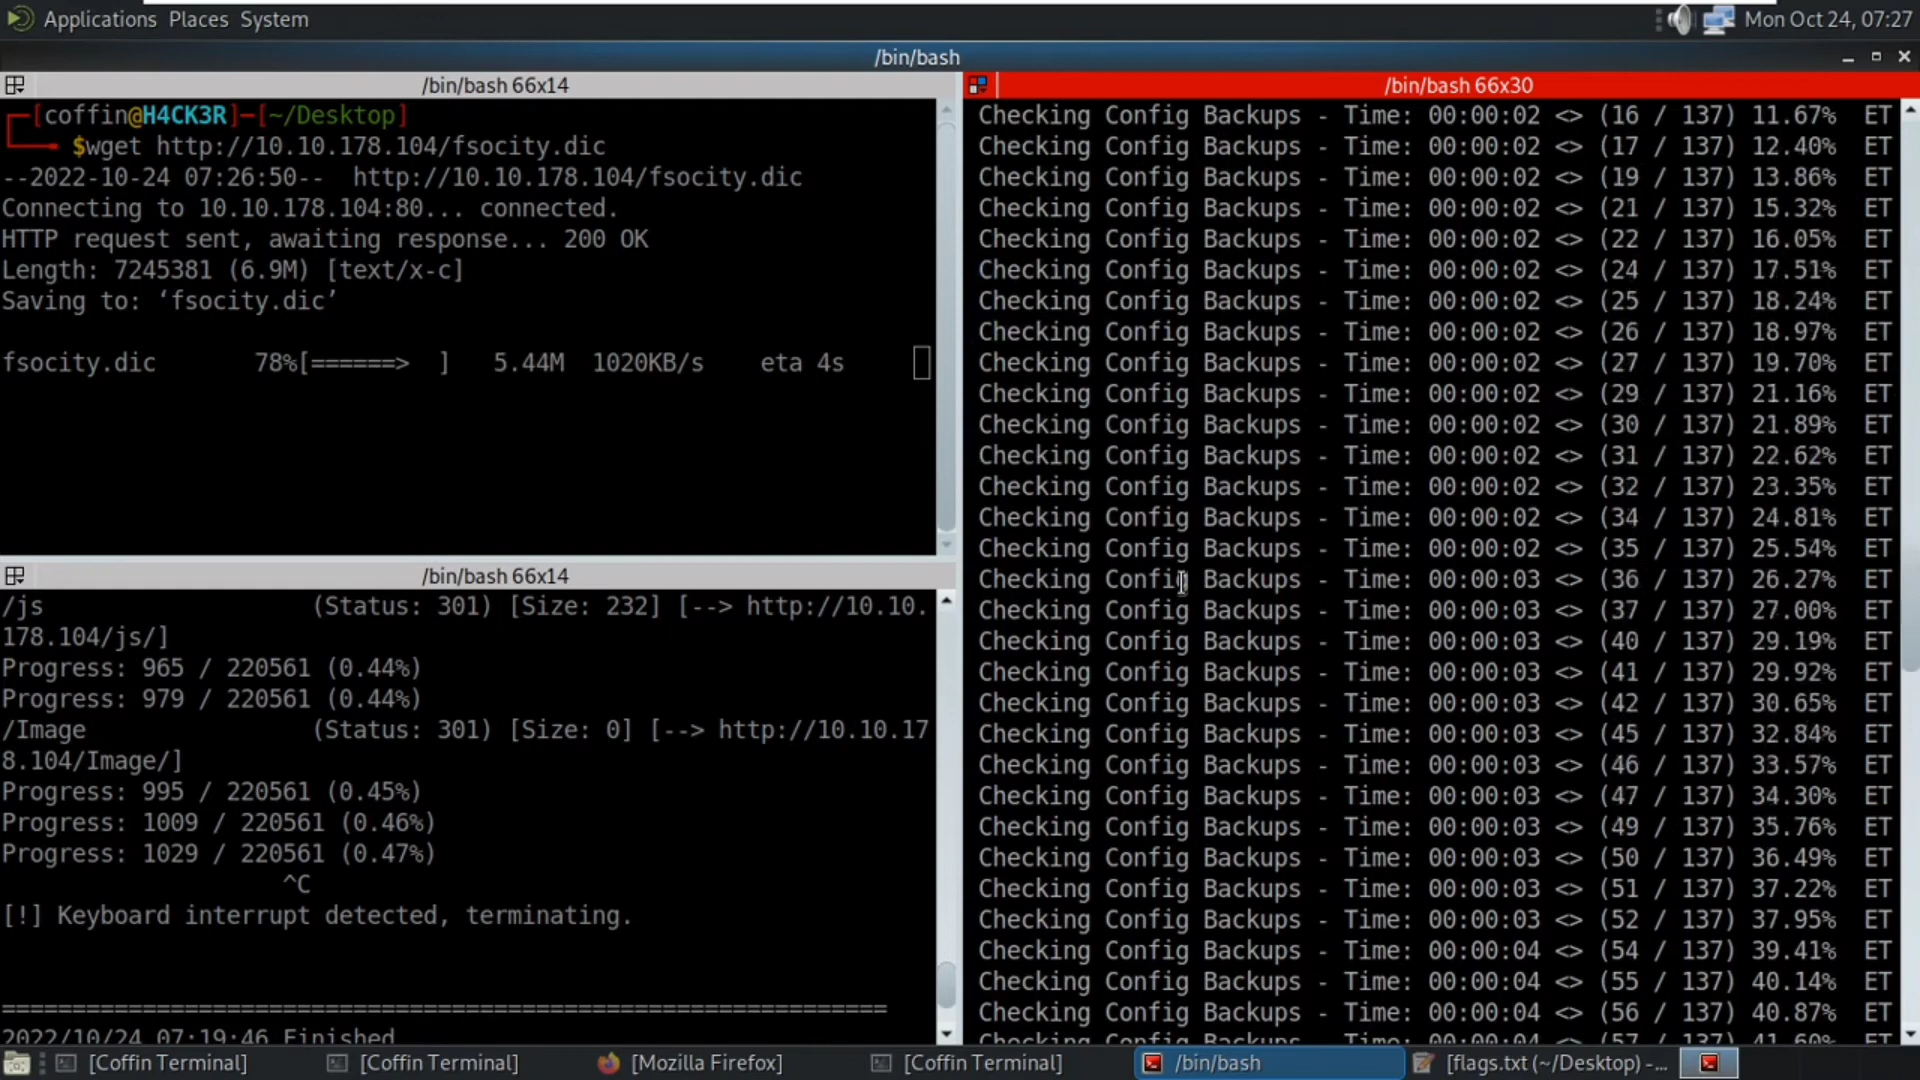 Applications Places System
Mon Oct 24, 07:27
/bin/bash
/bin/bash 66x14
[coffin@H4CK3R]─[~/Desktop]
$wget http://10.10.178.104/fsocity.dic
--2022-10-24 07:26:50--  http://10.10.178.104/fsocity.dic
Connecting to 10.10.178.104:80... connected.
HTTP request sent, awaiting response... 200 OK
Length: 7245381 (6.9M) [text/x-c]
Saving to: ‘fsocity.dic’
fsocity.dic 78%[======> ] 5.44M 1020KB/s eta 4s
/bin/bash 66x14
/js (Status: 301) [Size: 232] [--> http://10.10.
178.104/js/]
Progress: 965 / 220561 (0.44%)
Progress: 979 / 220561 (0.44%)
/Image (Status: 301) [Size: 0] [--> http://10.10.17
8.104/Image/]
Progress: 995 / 220561 (0.45%)
Progress: 1009 / 220561 (0.46%)
Progress: 1029 / 220561 (0.47%)
^C
[!] Keyboard interrupt detected, terminating.
===============================================================
2022/10/24 07:19:46 Finished
/bin/bash 66x30
Checking Config Backups - Time: 00:00:02 <> (16 / 137) 11.67% ET
Checking Config Backups - Time: 00:00:02 <> (17 / 137) 12.40% ET
Checking Config Backups - Time: 00:00:02 <> (19 / 137) 13.86% ET
Checking Config Backups - Time: 00:00:02 <> (21 / 137) 15.32% ET
Checking Config Backups - Time: 00:00:02 <> (22 / 137) 16.05% ET
Checking Config Backups - Time: 00:00:02 <> (24 / 137) 17.51% ET
Checking Config Backups - Time: 00:00:02 <> (25 / 137) 18.24% ET
Checking Config Backups - Time: 00:00:02 <> (26 / 137) 18.97% ET
Checking Config Backups - Time: 00:00:02 <> (27 / 137) 19.70% ET
Checking Config Backups - Time: 00:00:02 <> (29 / 137) 21.16% ET
Checking Config Backups - Time: 00:00:02 <> (30 / 137) 21.89% ET
Checking Config Backups - Time: 00:00:02 <> (31 / 137) 22.62% ET
Checking Config Backups - Time: 00:00:02 <> (32 / 137) 23.35% ET
Checking Config Backups - Time: 00:00:02 <> (34 / 137) 24.81% ET
Checking Config Backups - Time: 00:00:02 <> (35 / 137) 25.54% ET
Checking Config Backups - Time: 00:00:03 <> (36 / 137) 26.27% ET
Checking Config Backups - Time: 00:00:03 <> (37 / 137) 27.00% ET
Checking Config Backups - Time: 00:00:03 <> (40 / 137) 29.19% ET
Checking Config Backups - Time: 00:00:03 <> (41 / 137) 29.92% ET
Checking Config Backups - Time: 00:00:03 <> (42 / 137) 30.65% ET
Checking Config Backups - Time: 00:00:03 <> (45 / 137) 32.84% ET
Checking Config Backups - Time: 00:00:03 <> (46 / 137) 33.57% ET
Checking Config Backups - Time: 00:00:03 <> (47 / 137) 34.30% ET
Checking Config Backups - Time: 00:00:03 <> (49 / 137) 35.76% ET
Checking Config Backups - Time: 00:00:03 <> (50 / 137) 36.49% ET
Checking Config Backups - Time: 00:00:03 <> (51 / 137) 37.22% ET
Checking Config Backups - Time: 00:00:03 <> (52 / 137) 37.95% ET
Checking Config Backups - Time: 00:00:04 <> (54 / 137) 39.41% ET
Checking Config Backups - Time: 00:00:04 <> (55 / 137) 40.14% ET
Checking Config Backups - Time: 00:00:04 <> (56 / 137) 40.87% ET
Checking Config Backups - Time: 00:00:04 <> (57 / 137) 41.60% ET
[Coffin Terminal]
[Coffin Terminal]
[Mozilla Firefox]
[Coffin Terminal]
/bin/bash
[flags.txt (~/Desktop) -...